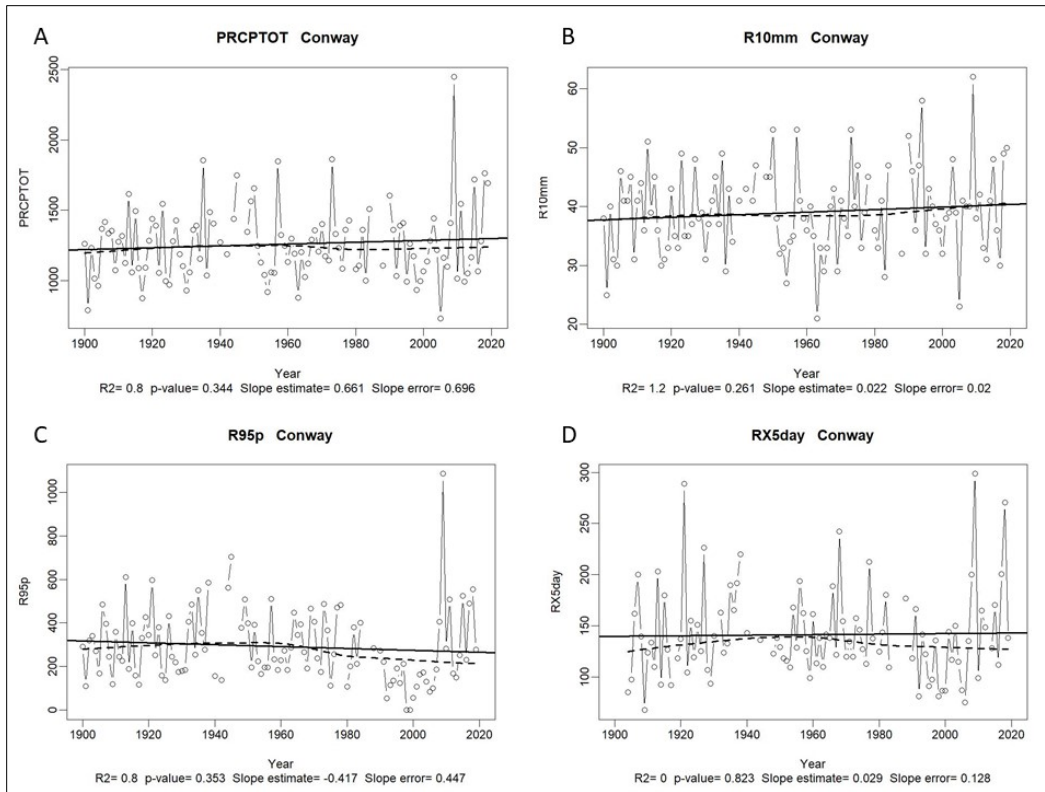 A
PRCPTOT Conway
2500
2000
1500
1000
PRCPTOT
1900 1920 1940 1960 1980 2000 2020
Year
R2= 0.8 p-value= 0.344 Slope estimate= 0.661 Slope error= 0.696
B
R10mm Conway
60
50
40
30
20
R10mm
1900 1920 1940 1960 1980 2000 2020
Year
R2= 1.2 p-value= 0.261 Slope estimate= 0.022 Slope error= 0.02
C
R95p Conway
1000
800
600
400
200
0
R95p
1900 1920 1940 1960 1980 2000 2020
Year
R2= 0.8 p-value= 0.353 Slope estimate= -0.417 Slope error= 0.447
D
RX5day Conway
300
250
200
150
100
RX5day
1900 1920 1940 1960 1980 2000 2020
Year
R2= 0 p-value= 0.823 Slope estimate= 0.029 Slope error= 0.128